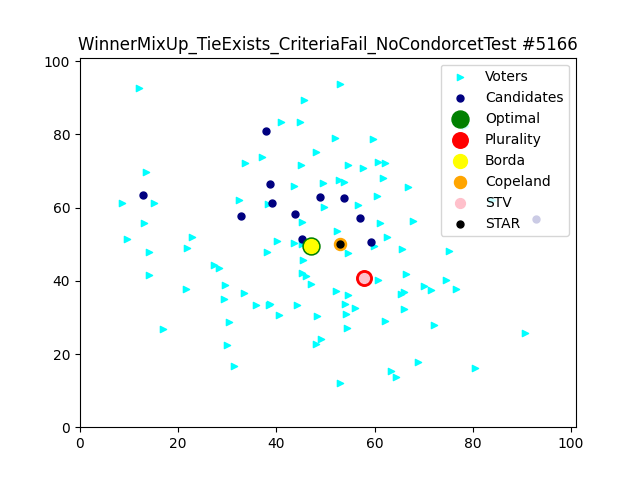 WinnerMixUp_TieExists_CriteriaFail_NoCondorcetTest #5166
100
80
60
40
20
0
0 20 40 60 80 100
Voters
Candidates
Optimal
Plurality
Borda
Copeland
STV
STAR